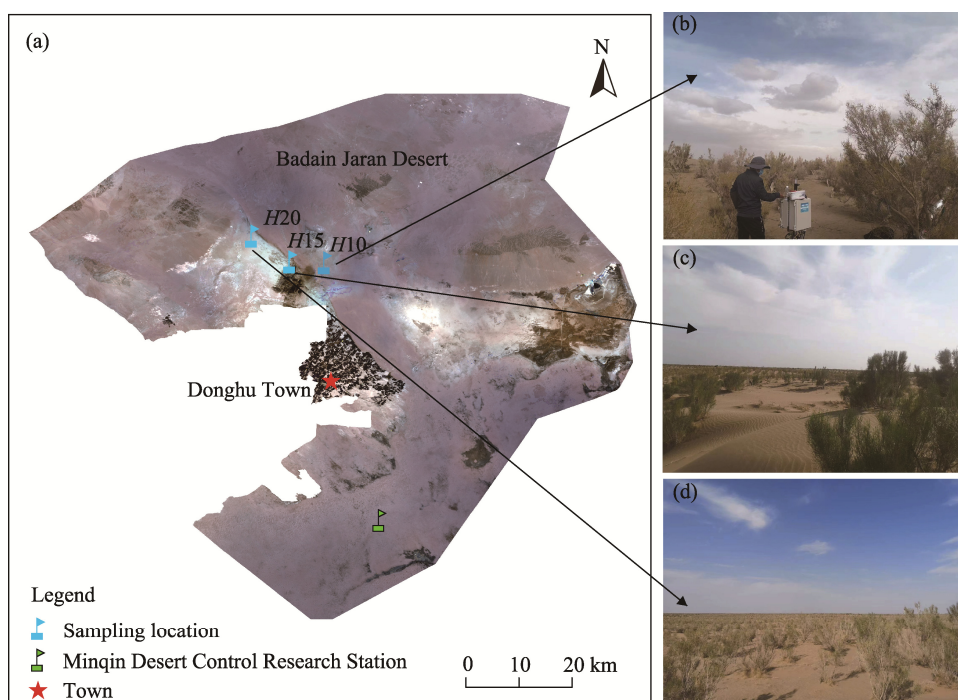 (a)
N
Badain Jaran Desert
H20
H15
H10
Donghu Town
Legend
Sampling location
Minqin Desert Control Research Station
Town
0 10 20 km
(b)
(c)
(d)